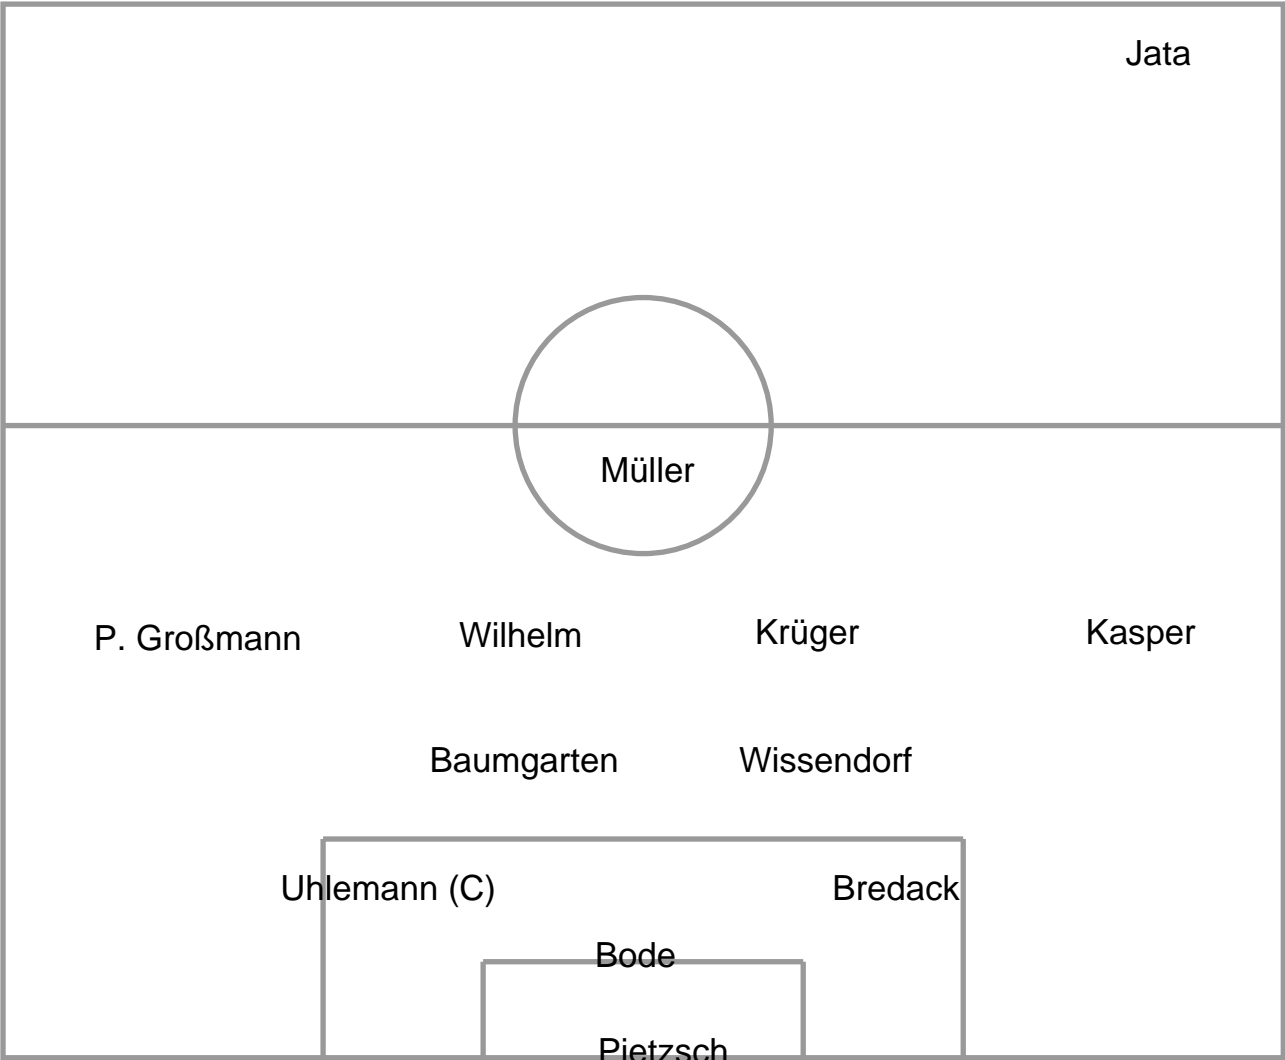 Jata
Müller
P. Großmann Wilhelm Krüger Kasper
Baumgarten Wissendorf
Uhlemann (C) Bredack
Bode
Pietzsch